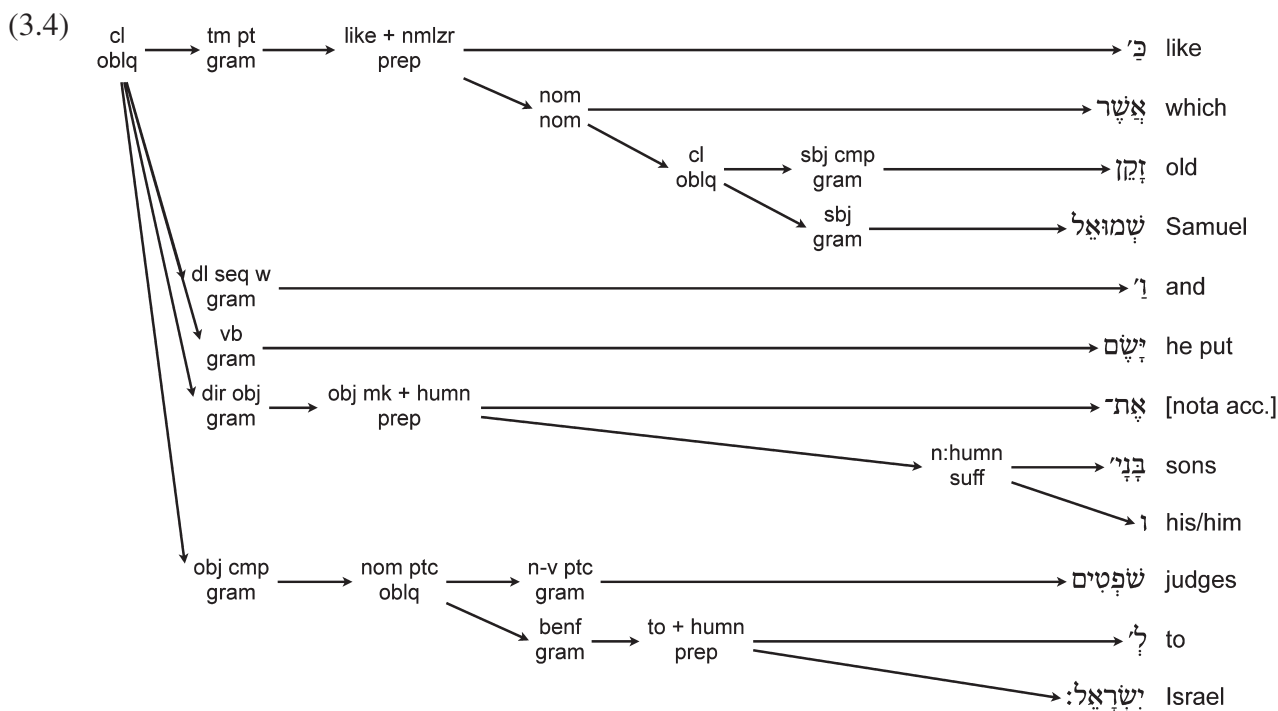 (3.4)
cl oblq tm pt gram like + nmlzr prep כַּ׳ like
nom nom אֲשֶׁר which
cl oblq sbj cmp gram זָקֵן old
sbj gram שְׁמוּאֵל Samuel
dl seq w gram וַ׳ and
vb gram יָּשֶׂם he put
dir obj gram obj mk + humn prep אֶת־ [nota acc.]
n:humn suff בָּנָי׳ sons
ו his/him
obj cmp gram nom ptc oblq n-v ptc gram שֹׁפְטִים judges
benf gram to + humn prep לְ׳ to
יִשְׂרָאֵל׃ Israel